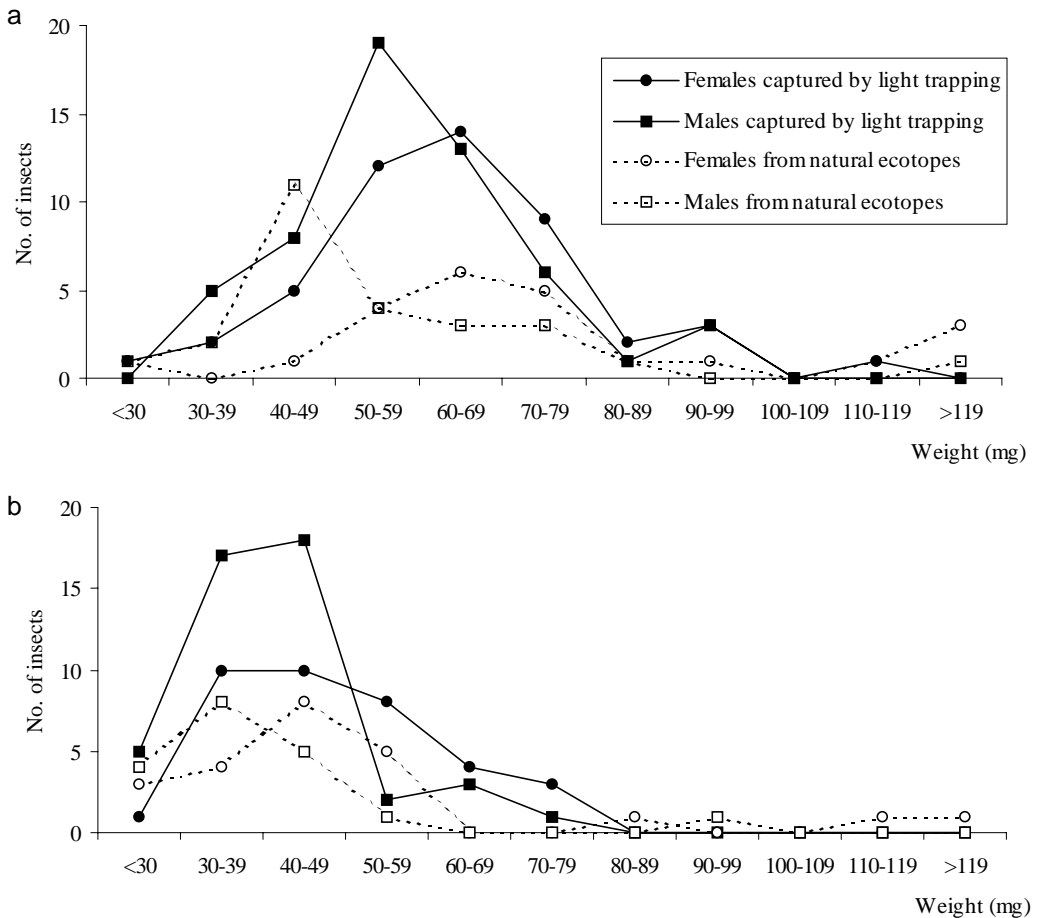 a
20
15
10
5
0
No. of insects
Females captured by light trapping
Males captured by light trapping
Females from natural ecotopes
Males from natural ecotopes
<30 30-39 40-49 50-59 60-69 70-79 80-89 90-99 100-109 110-119 >119
Weight (mg)
b
20
15
10
5
0
No. of insects
<30 30-39 40-49 50-59 60-69 70-79 80-89 90-99 100-109 110-119 >119
Weight (mg)